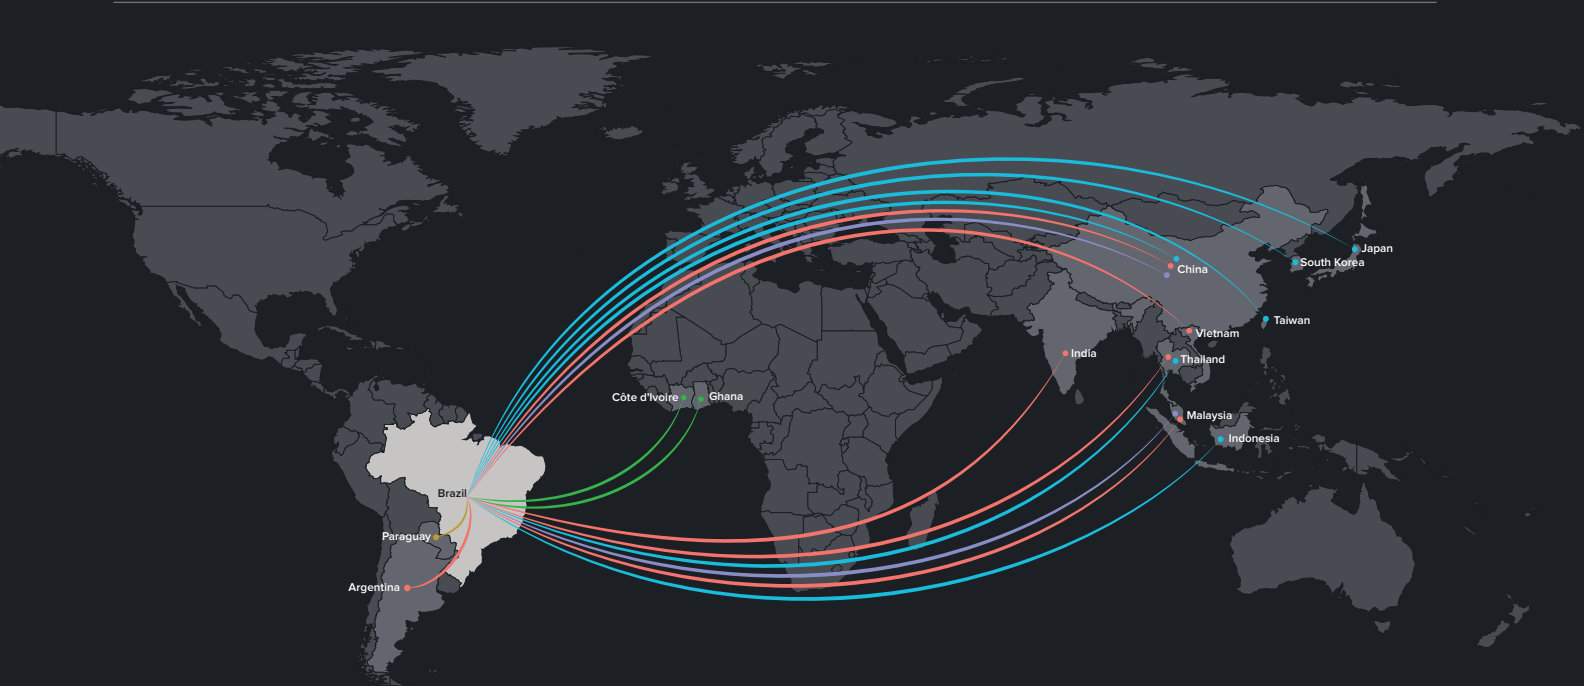 Japan
South Korea
China
Taiwan
Vietnam
India
Thailand
Côte d'Ivoire
Ghana
Malaysia
Indonesia
Brazil
Paraguay
Argentina